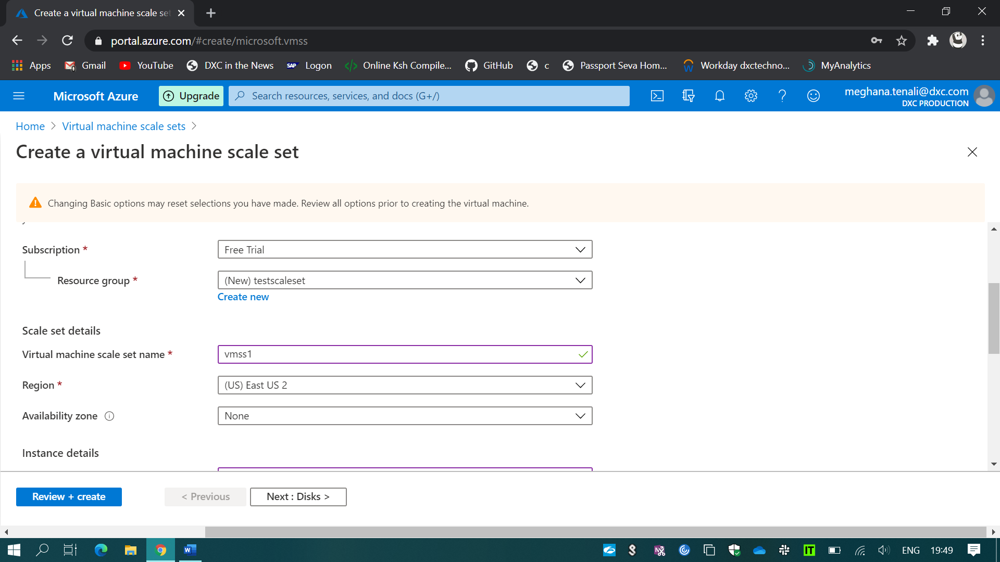 Create a virtual machine scale set
portal.azure.com/#create/microsoft.vmss
Apps
Gmail
YouTube
DXC in the News
SAP
Logon
Online Ksh Compile...
GitHub
c
Passport Seva Hom...
Workday dxctechno...
MyAnalytics
Microsoft Azure
Upgrade
Search resources, services, and docs (G+/)
meghana.tenali@dxc.com
DXC PRODUCTION
Home > Virtual machine scale sets >
Create a virtual machine scale set
Changing Basic options may reset selections you have made. Review all options prior to creating the virtual machine.
Subscription *
Free Trial
Resource group *
(New) testscaleset
Create new
Scale set details
Virtual machine scale set name *
vmss1
Region *
(US) East US 2
Availability zone
None
Instance details
Review + create
< Previous
Next : Disks >
ENG
19:49